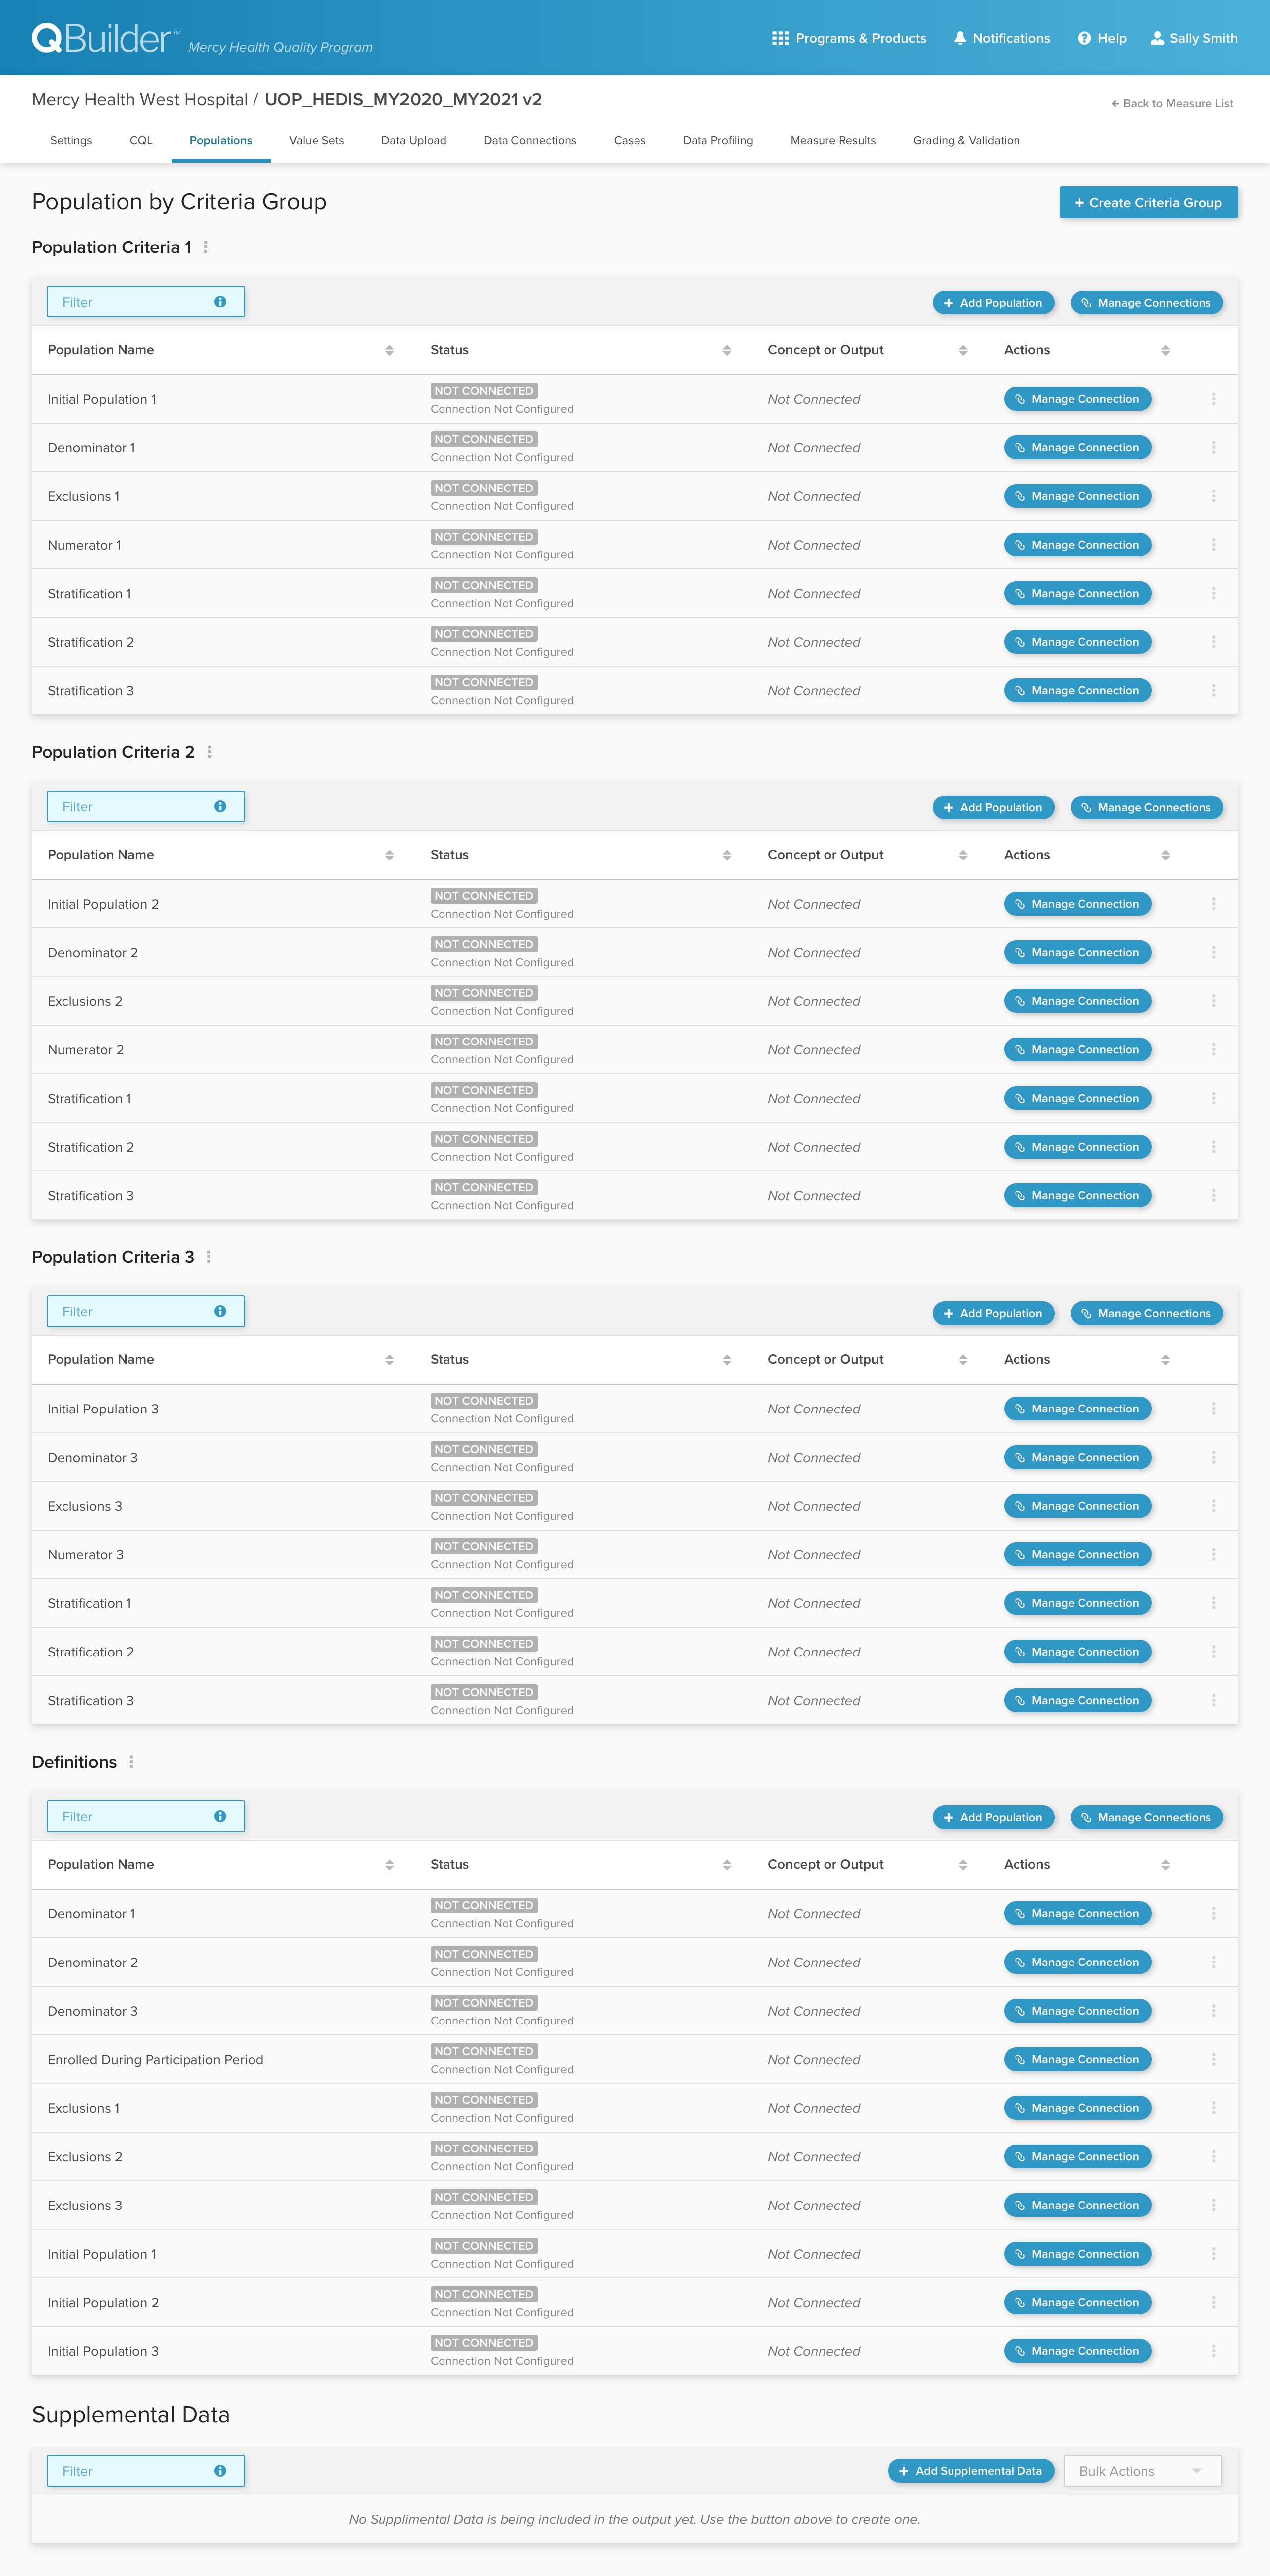 QBuilder™ Mercy Health Quality Program Programs & Products Notifications Help Sally Smith
Mercy Health West Hospital / UOP_HEDIS_MY2020_MY2021 v2 Back to Measure List
Settings CQL Populations Value Sets Data Upload Data Connections Cases Data Profiling Measure Results Grading & Validation
Population by Criteria Group + Create Criteria Group
Population Criteria 1
Filter + Add Population Manage Connections
Population Name Status Concept or Output Actions
Initial Population 1 NOT CONNECTED Not Connected Manage Connection
Connection Not Configured
Denominator 1 NOT CONNECTED Not Connected Manage Connection
Connection Not Configured
Exclusions 1 NOT CONNECTED Not Connected Manage Connection
Connection Not Configured
Numerator 1 NOT CONNECTED Not Connected Manage Connection
Connection Not Configured
Stratification 1 NOT CONNECTED Not Connected Manage Connection
Connection Not Configured
Stratification 2 NOT CONNECTED Not Connected Manage Connection
Connection Not Configured
Stratification 3 NOT CONNECTED Not Connected Manage Connection
Connection Not Configured
Population Criteria 2
Filter + Add Population Manage Connections
Population Name Status Concept or Output Actions
Initial Population 2 NOT CONNECTED Not Connected Manage Connection
Connection Not Configured
Denominator 2 NOT CONNECTED Not Connected Manage Connection
Connection Not Configured
Exclusions 2 NOT CONNECTED Not Connected Manage Connection
Connection Not Configured
Numerator 2 NOT CONNECTED Not Connected Manage Connection
Connection Not Configured
Stratification 1 NOT CONNECTED Not Connected Manage Connection
Connection Not Configured
Stratification 2 NOT CONNECTED Not Connected Manage Connection
Connection Not Configured
Stratification 3 NOT CONNECTED Not Connected Manage Connection
Connection Not Configured
Population Criteria 3
Filter + Add Population Manage Connections
Population Name Status Concept or Output Actions
Initial Population 3 NOT CONNECTED Not Connected Manage Connection
Connection Not Configured
Denominator 3 NOT CONNECTED Not Connected Manage Connection
Connection Not Configured
Exclusions 3 NOT CONNECTED Not Connected Manage Connection
Connection Not Configured
Numerator 3 NOT CONNECTED Not Connected Manage Connection
Connection Not Configured
Stratification 1 NOT CONNECTED Not Connected Manage Connection
Connection Not Configured
Stratification 2 NOT CONNECTED Not Connected Manage Connection
Connection Not Configured
Stratification 3 NOT CONNECTED Not Connected Manage Connection
Connection Not Configured
Definitions
Filter + Add Population Manage Connections
Population Name Status Concept or Output Actions
Denominator 1 NOT CONNECTED Not Connected Manage Connection
Connection Not Configured
Denominator 2 NOT CONNECTED Not Connected Manage Connection
Connection Not Configured
Denominator 3 NOT CONNECTED Not Connected Manage Connection
Connection Not Configured
Enrolled During Participation Period NOT CONNECTED Not Connected Manage Connection
Connection Not Configured
Exclusions 1 NOT CONNECTED Not Connected Manage Connection
Connection Not Configured
Exclusions 2 NOT CONNECTED Not Connected Manage Connection
Connection Not Configured
Exclusions 3 NOT CONNECTED Not Connected Manage Connection
Connection Not Configured
Initial Population 1 NOT CONNECTED Not Connected Manage Connection
Connection Not Configured
Initial Population 2 NOT CONNECTED Not Connected Manage Connection
Connection Not Configured
Initial Population 3 NOT CONNECTED Not Connected Manage Connection
Connection Not Configured
Supplemental Data
Filter + Add Supplemental Data Bulk Actions
No Supplimental Data is being included in the output yet. Use the button above to create one.